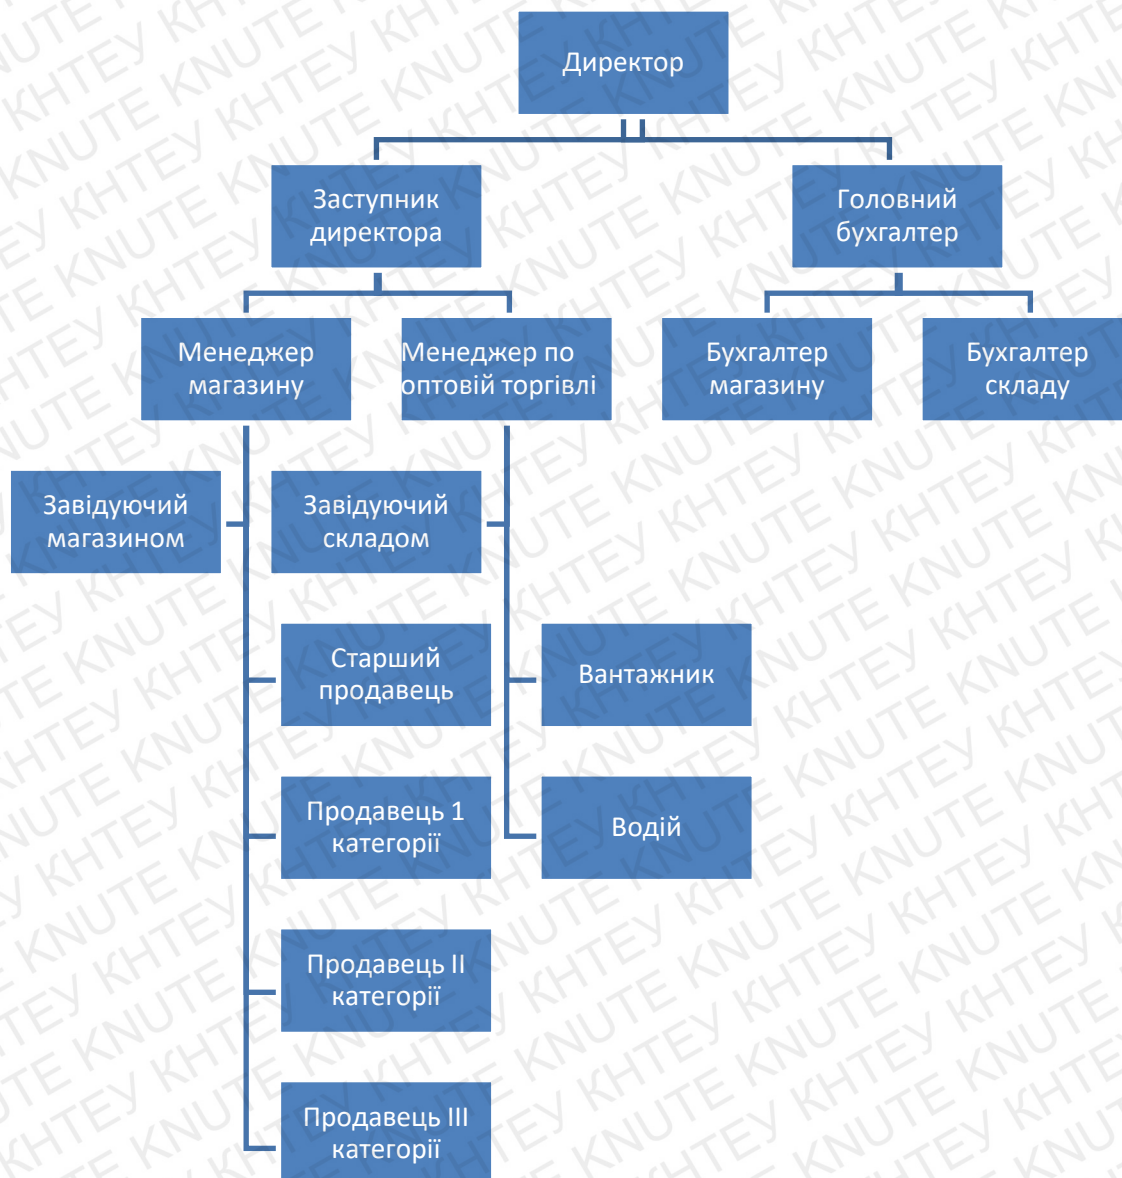 Директор
Заступник
директора
Головний
бухгалтер
Менеджер
магазину
Менеджер по
оптовій торгівлі
Бухгалтер
магазину
Бухгалтер
складу
Завідуючий
магазином
Завідуючий
складом
Старший
продавець
Вантажник
Продавець 1
категорії
Водій
Продавець II
категорії
Продавець III
категорії